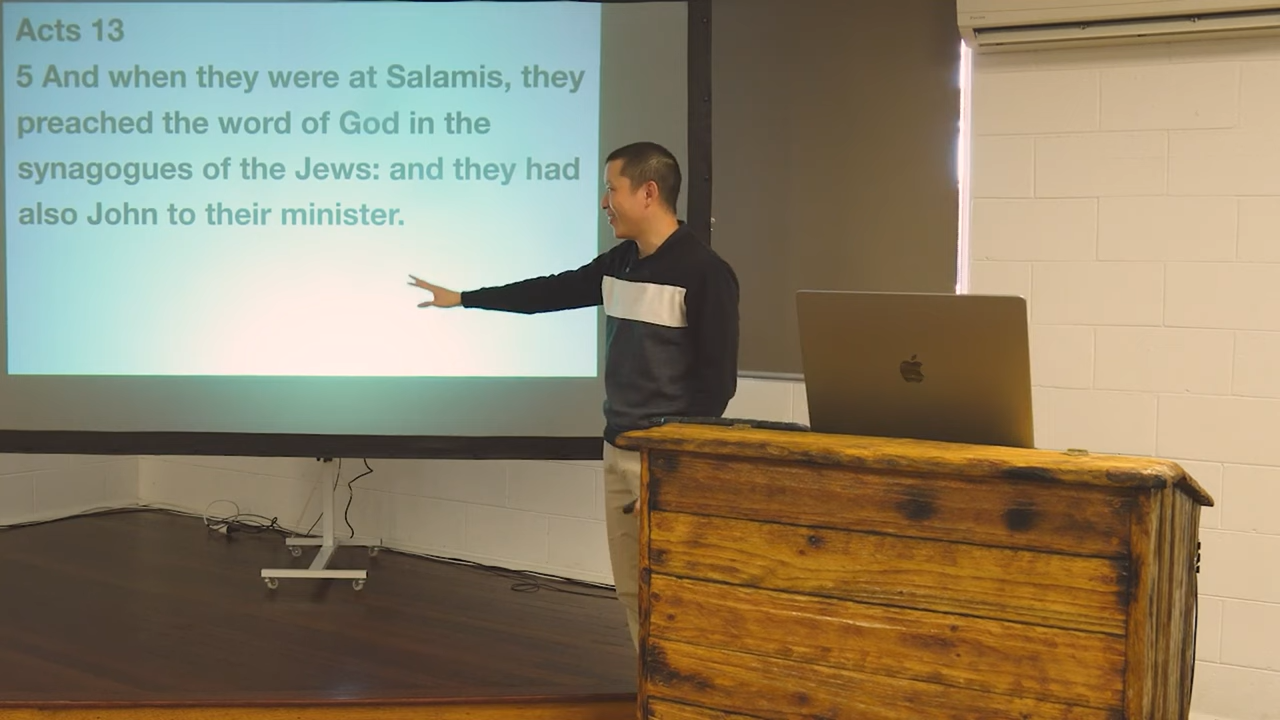 Acts 13
5 And when they were at Salamis, they
preached the word of God in the
synagogues of the Jews: and they had
also John to their minister.